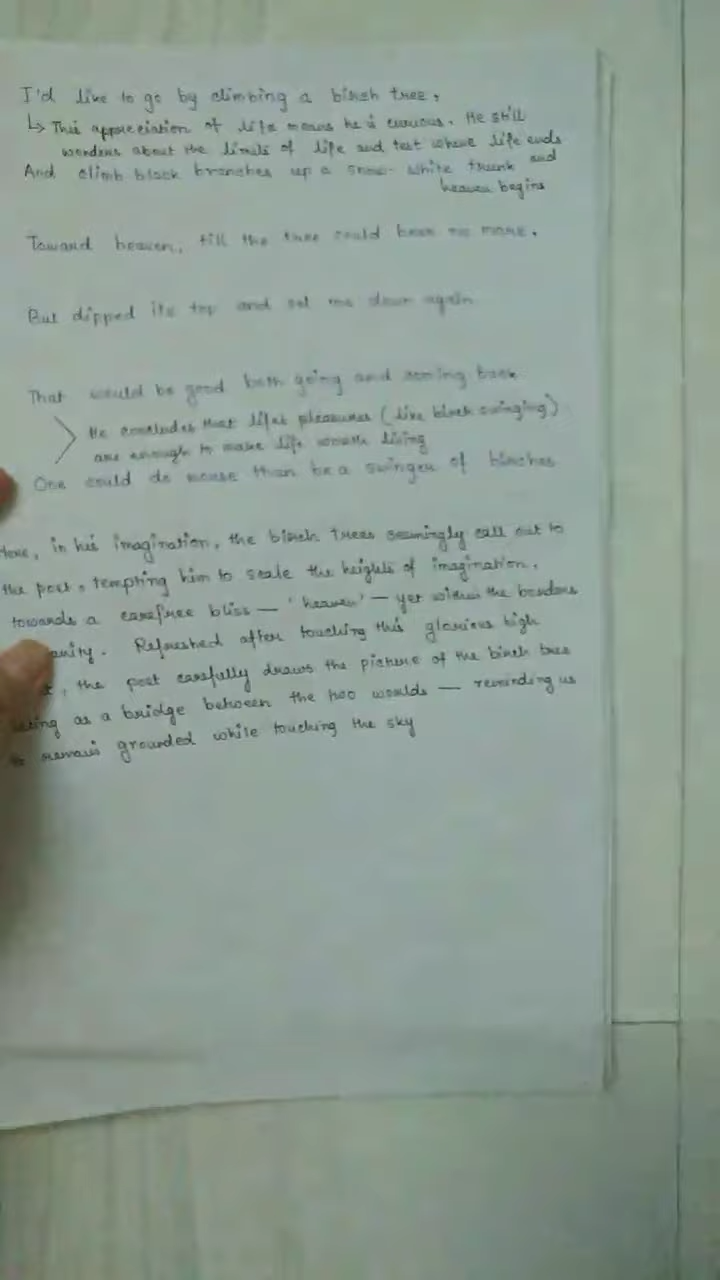 I'd like to go by climbing a birch tree,
↳ This appreciation of life means he is curious. He still
wonders about the limits of life and test where life ends
and
And climb black branches up a snow-white trunk
heaven begins
Toward heaven, till the tree could bear no more,
But dipped its top and set me down again
That would be good both going and coming back
He concludes that life's pleasures (like birch swinging)
are enough to make life worth living
One could do worse than be a swinger of birches
Here, in his imagination, the birch trees seemingly call out to
the poet, tempting him to scale the heights of imagination,
towards a carefree bliss — 'heaven' — yet within the borders
Refreshed after touching this glorious high
, the poet carefully draws the picture of the birch tree
acting as a bridge between the two worlds — reminding us
to remain grounded while touching the sky